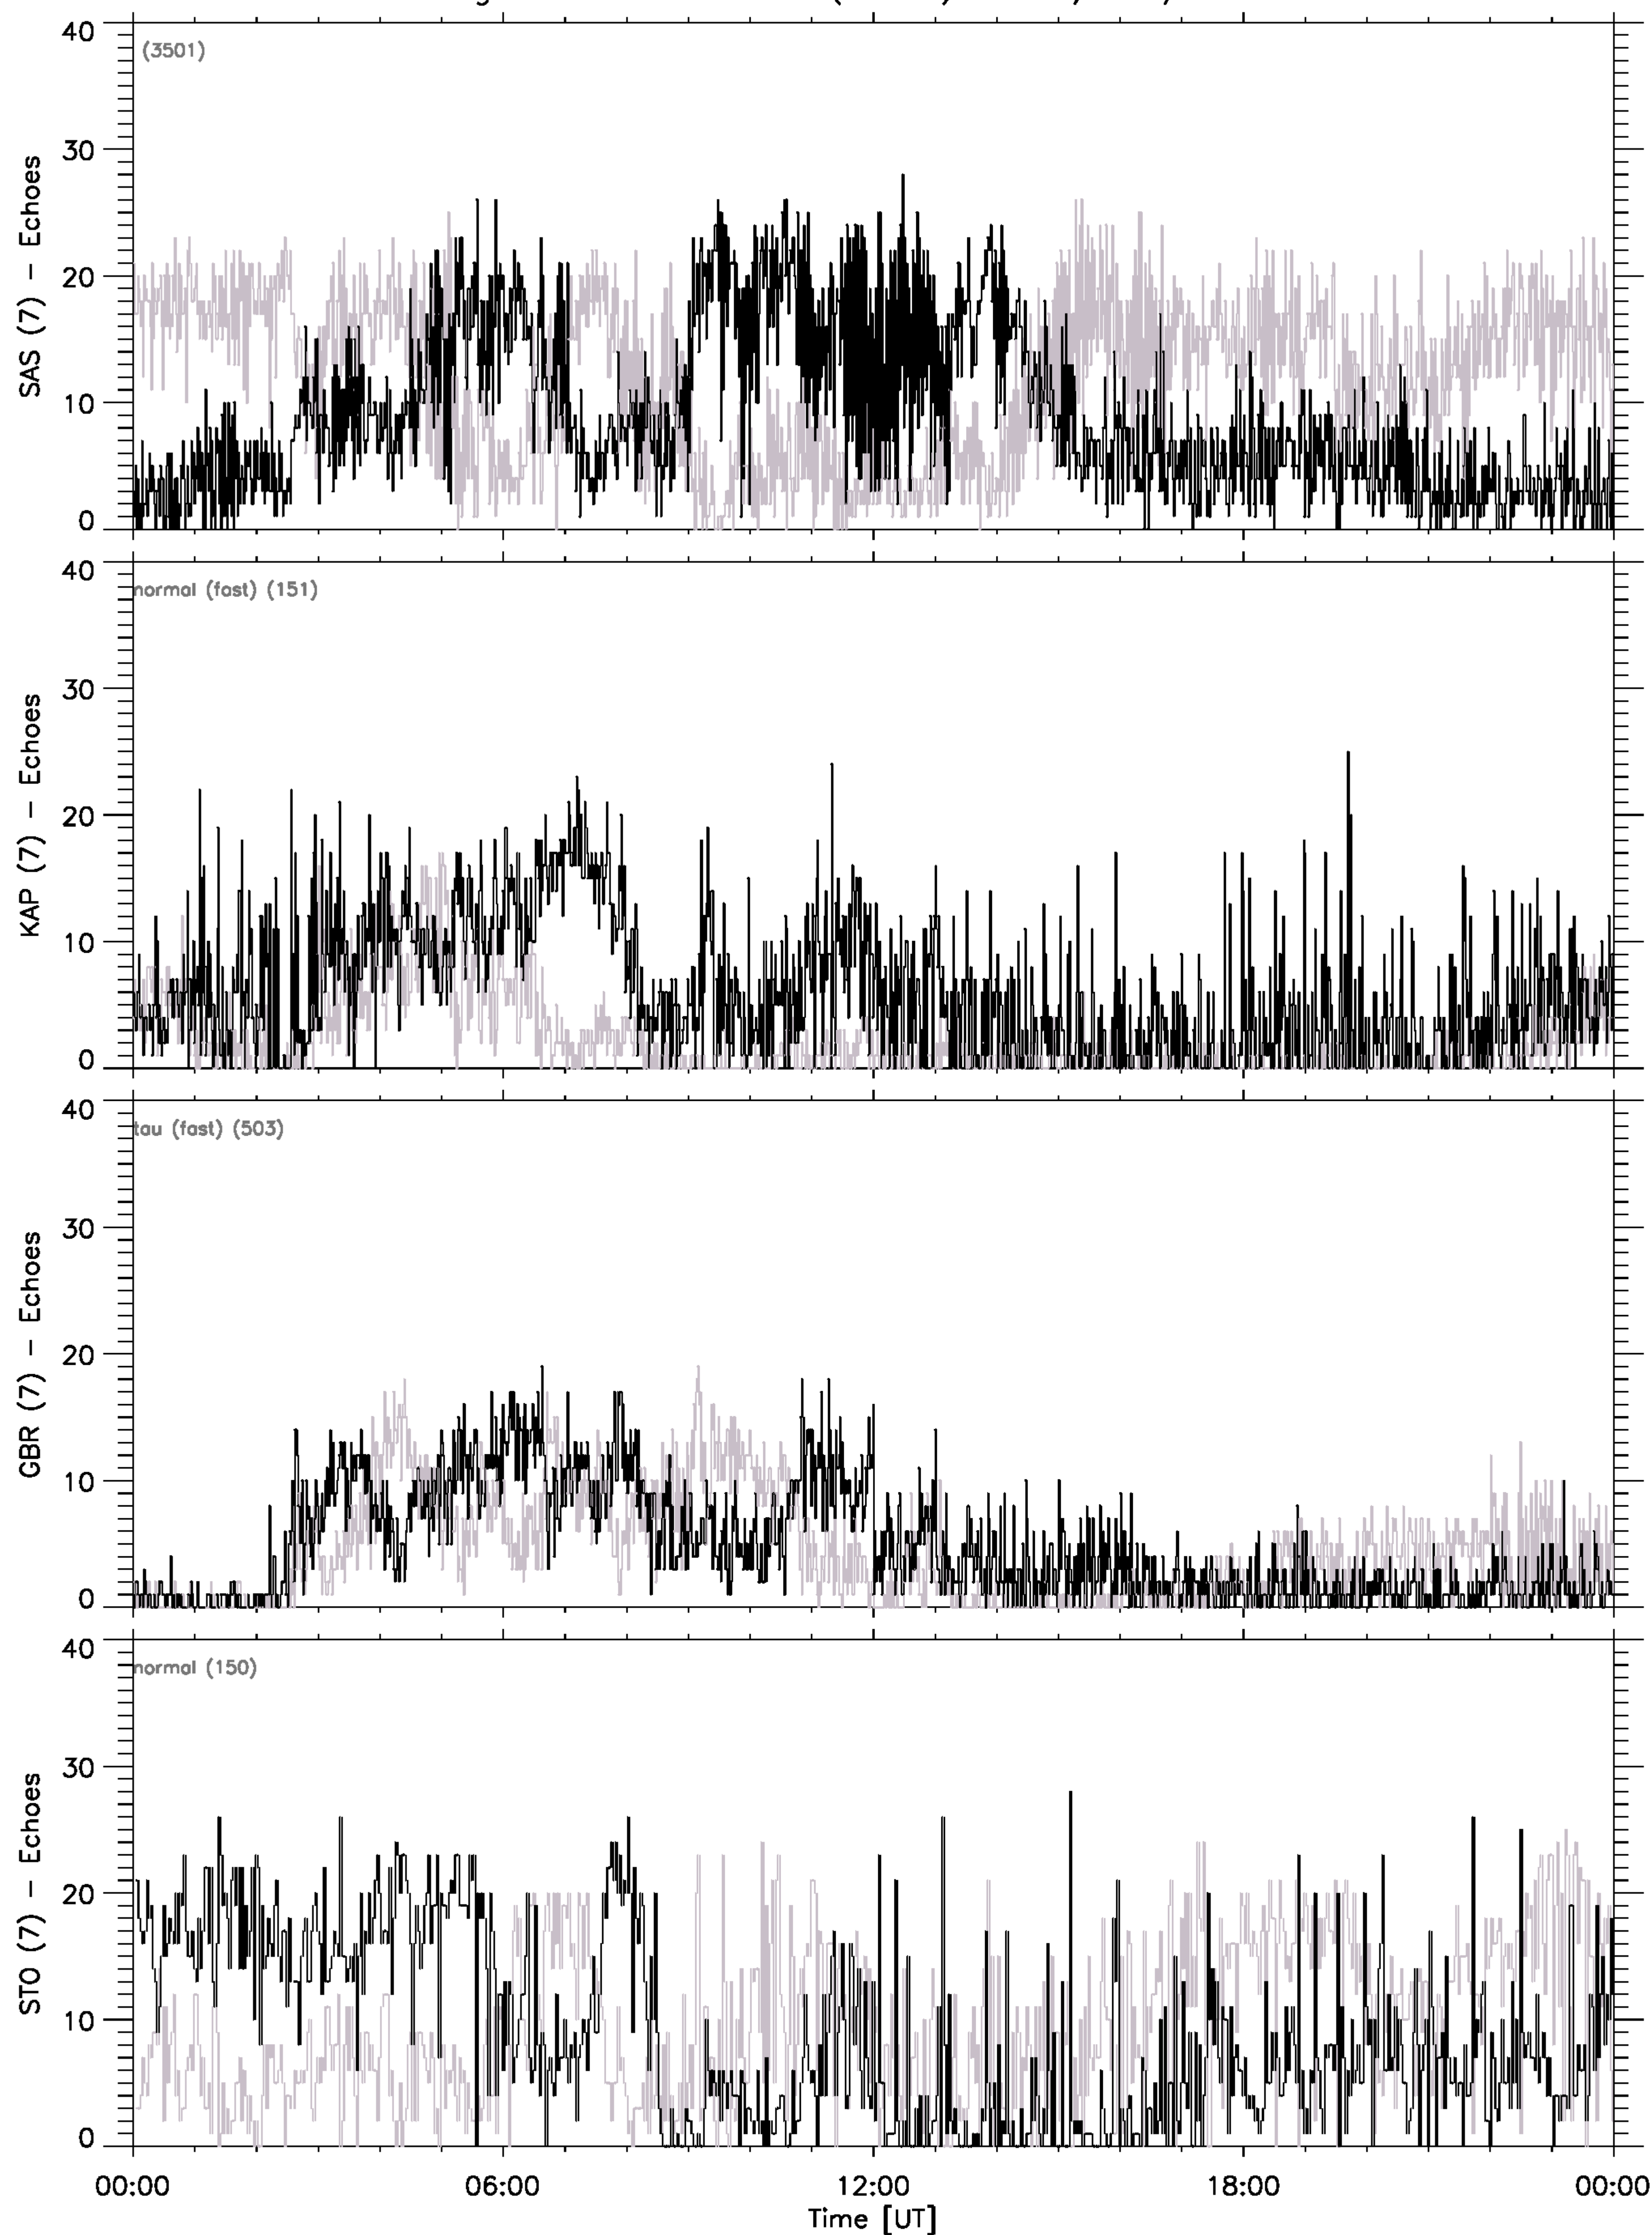 40
(3501)
30
SAS (7) – Echoes
20
10
0
40
normal (fast) (151)
30
KAP (7) – Echoes
20
10
0
40
tau (fast) (503)
30
GBR (7) – Echoes
20
10
0
40
normal (150)
30
STO (7) – Echoes
20
10
0
00:00 06:00 12:00 18:00 00:00
Time [UT]